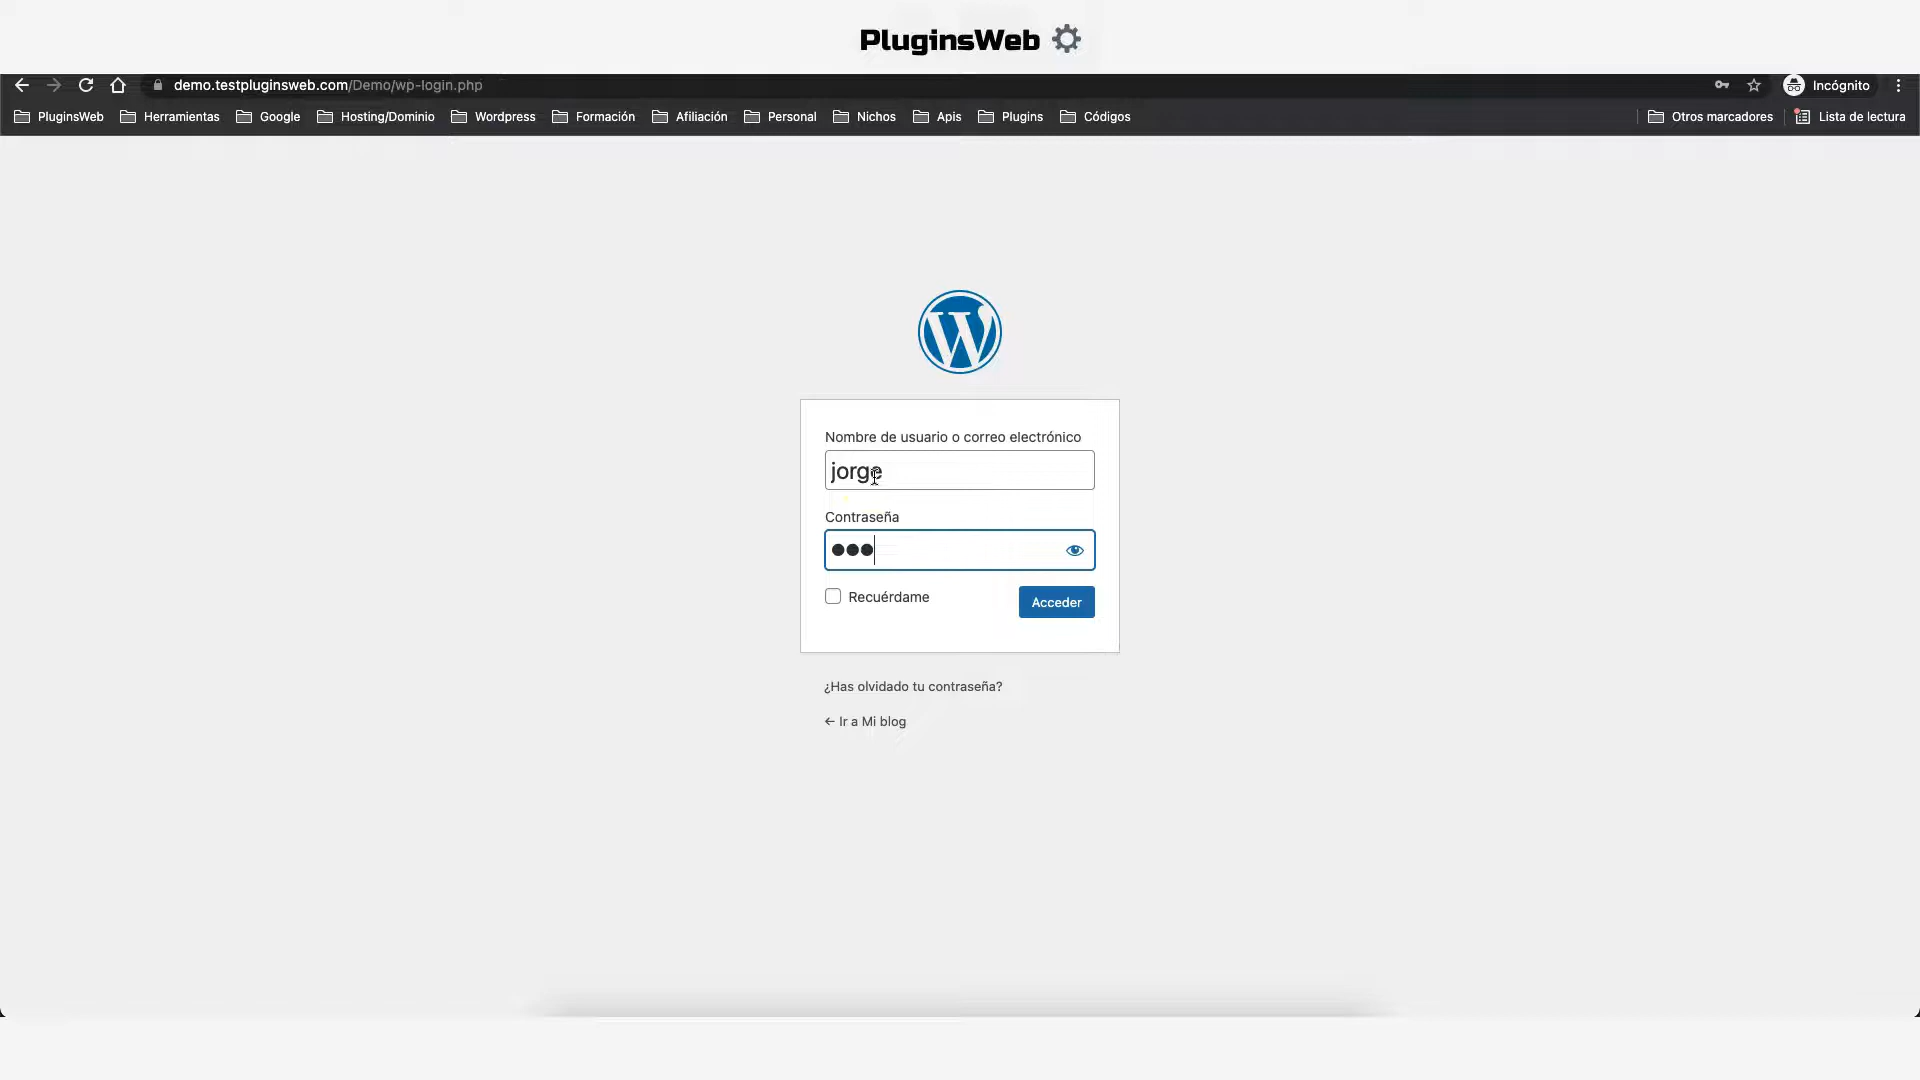 PluginsWeb
demo.testpluginsweb.com/Demo/wp-login.php
Incógnito
PluginsWeb Herramientas Google Hosting/Dominio Wordpress Formación Afiliación Personal Nichos Apis Plugins Códigos Otros marcadores Lista de lectura
Nombre de usuario o correo electrónico
jorge
Contraseña
Recuérdame
Acceder
¿Has olvidado tu contraseña?
← Ir a Mi blog